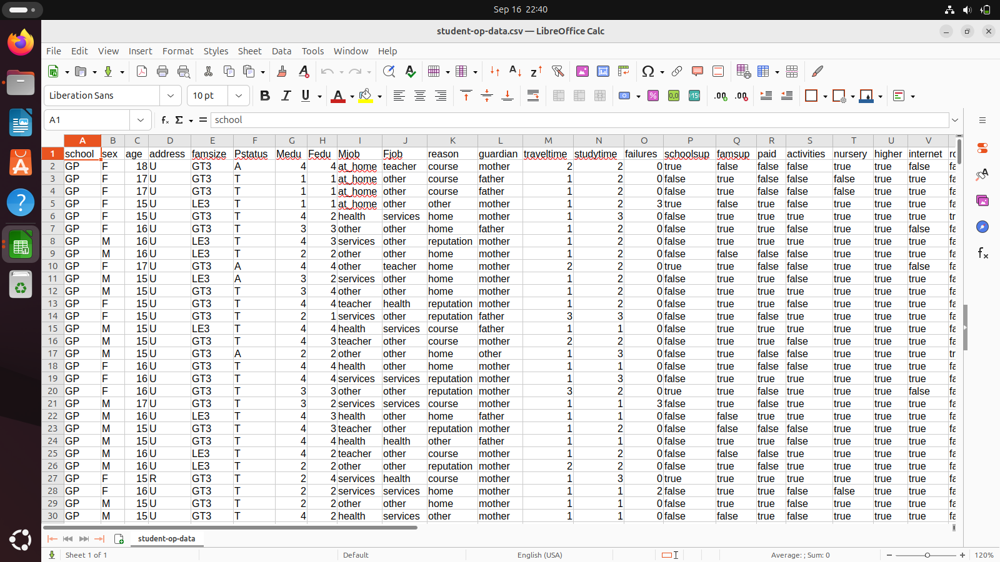 Sep 16 22:40
student-op-data.csv — LibreOffice Calc
File Edit View Insert Format Styles Sheet Data Tools Window Help
Liberation Sans 10 pt
A1 school
A B C D E F G H I J K L M N O P Q R S T U V
1 school sex age address famsize Pstatus Medu Fedu Mjob Fjob reason guardian traveltime studytime failures schoolsup famsup paid activities nursery higher internet
2 GP F 18 U GT3 A 4 4 at_home teacher course mother 2 2 0 true false false false true true false
3 GP F 17 U GT3 T 1 1 at_home other course father 1 2 0 false true false false false true true
4 GP F 17 U GT3 T 1 1 at_home other course father 1 2 0 false true false false false true true
5 GP F 15 U LE3 T 1 1 at_home other other mother 1 2 3 true false true false true true true
6 GP F 15 U GT3 T 4 2 health services home mother 1 3 0 false true true true true true true
7 GP F 16 U GT3 T 3 3 other other home father 1 2 0 false true true false true true false
8 GP M 16 U LE3 T 4 3 services other reputation mother 1 2 0 false true true true true true true
9 GP M 16 U LE3 T 2 2 other other home mother 1 2 0 false false false false true true true
10 GP F 17 U GT3 A 4 4 other teacher home mother 2 2 0 true true false false true true false
11 GP M 15 U LE3 A 3 2 services other home mother 1 2 0 false true true false true true true
12 GP M 15 U GT3 T 3 4 other other home mother 1 2 0 false true true true true true true
13 GP M 15 U GT3 T 4 4 teacher health reputation mother 1 2 0 false true true false true true true
14 GP F 15 U GT3 T 2 1 services other reputation father 3 3 0 false true false true true true true
15 GP M 15 U LE3 T 4 4 health services course father 1 1 0 false true true true true true true
16 GP M 15 U GT3 T 4 3 teacher other course mother 2 2 0 false true true false true true true
17 GP M 15 U GT3 A 2 2 other other home other 1 3 0 false true false false true true true
18 GP F 16 U GT3 T 4 4 health other home mother 1 1 0 false true false false true true true
19 GP F 16 U GT3 T 4 4 services services reputation mother 1 3 0 false true true true true true true
20 GP F 16 U GT3 T 3 3 other other reputation mother 3 2 0 true true false true true true false
21 GP M 17 U GT3 T 3 2 services services course mother 1 1 3 false true false true true true true
22 GP M 16 U LE3 T 4 3 health other home father 1 1 0 false false true true true true true
23 GP M 15 U GT3 T 4 3 teacher other reputation mother 1 2 0 false false false false true true true
24 GP M 15 U GT3 T 4 4 health health other father 1 1 0 false true true false true true true
25 GP M 16 U LE3 T 4 2 teacher other course mother 1 2 0 false false false true true true true
26 GP M 16 U LE3 T 2 2 other other reputation mother 2 2 0 false true false true true true true
27 GP F 15 R GT3 T 2 4 services health course mother 1 3 0 true true true true true true true
28 GP F 16 U GT3 T 2 2 services services home mother 1 1 2 false true true false false true true
29 GP M 15 U GT3 T 2 2 other other home mother 1 1 0 false true true false true true true
30 GP M 15 U GT3 T 4 2 health services other mother 1 1 0 false false true false true true true
student-op-data
Sheet 1 of 1 Default English (USA) Average: ; Sum: 0 120%